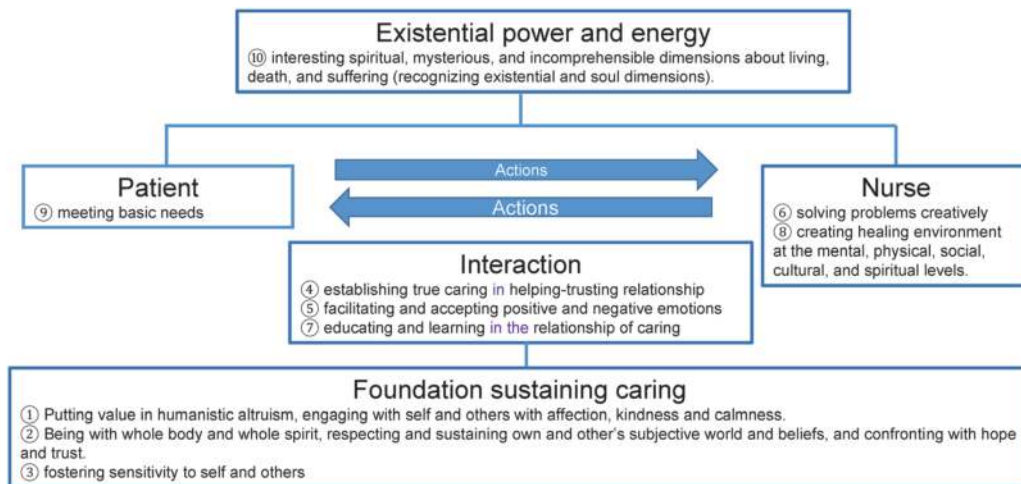 Existential power and energy
⑩ interesting spiritual, mysterious, and incomprehensible dimensions about living,
death, and suffering (recognizing existential and soul dimensions).
Actions
Actions
Patient
⑨ meeting basic needs
Nurse
⑥ solving problems creatively
⑧ creating healing environment
at the mental, physical, social,
cultural, and spiritual levels.
Interaction
④ establishing true caring in helping-trusting relationship
⑤ facilitating and accepting positive and negative emotions
⑦ educating and learning in the relationship of caring
Foundation sustaining caring
① Putting value in humanistic altruism, engaging with self and others with affection, kindness and calmness.
② Being with whole body and whole spirit, respecting and sustaining own and other's subjective world and beliefs, and confronting with hope
and trust.
③ fostering sensitivity to self and others